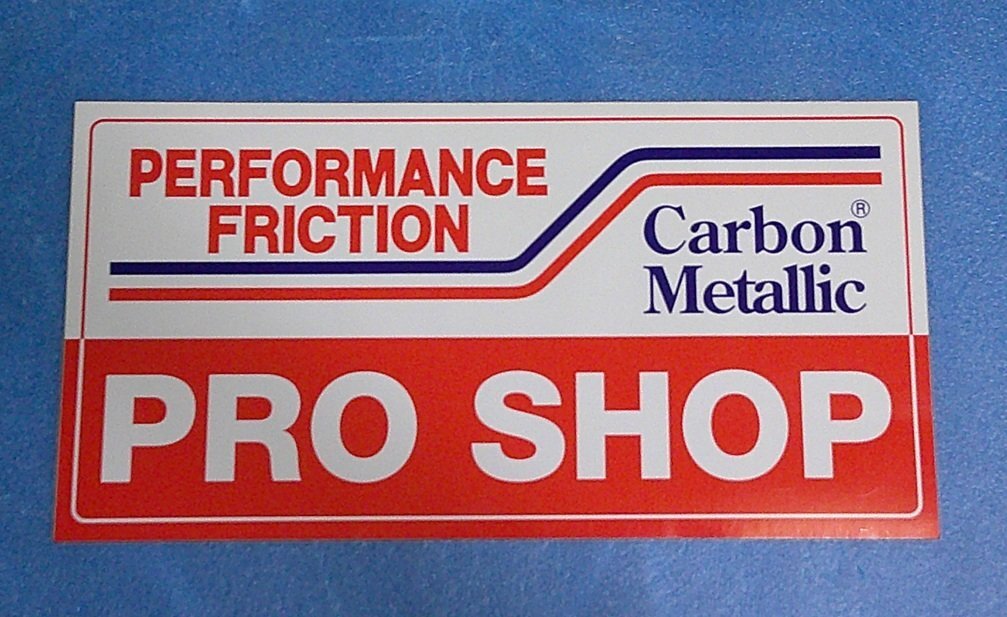 PERFORMANCE
FRICTION
Carbon®
Metallic
PRO SHOP